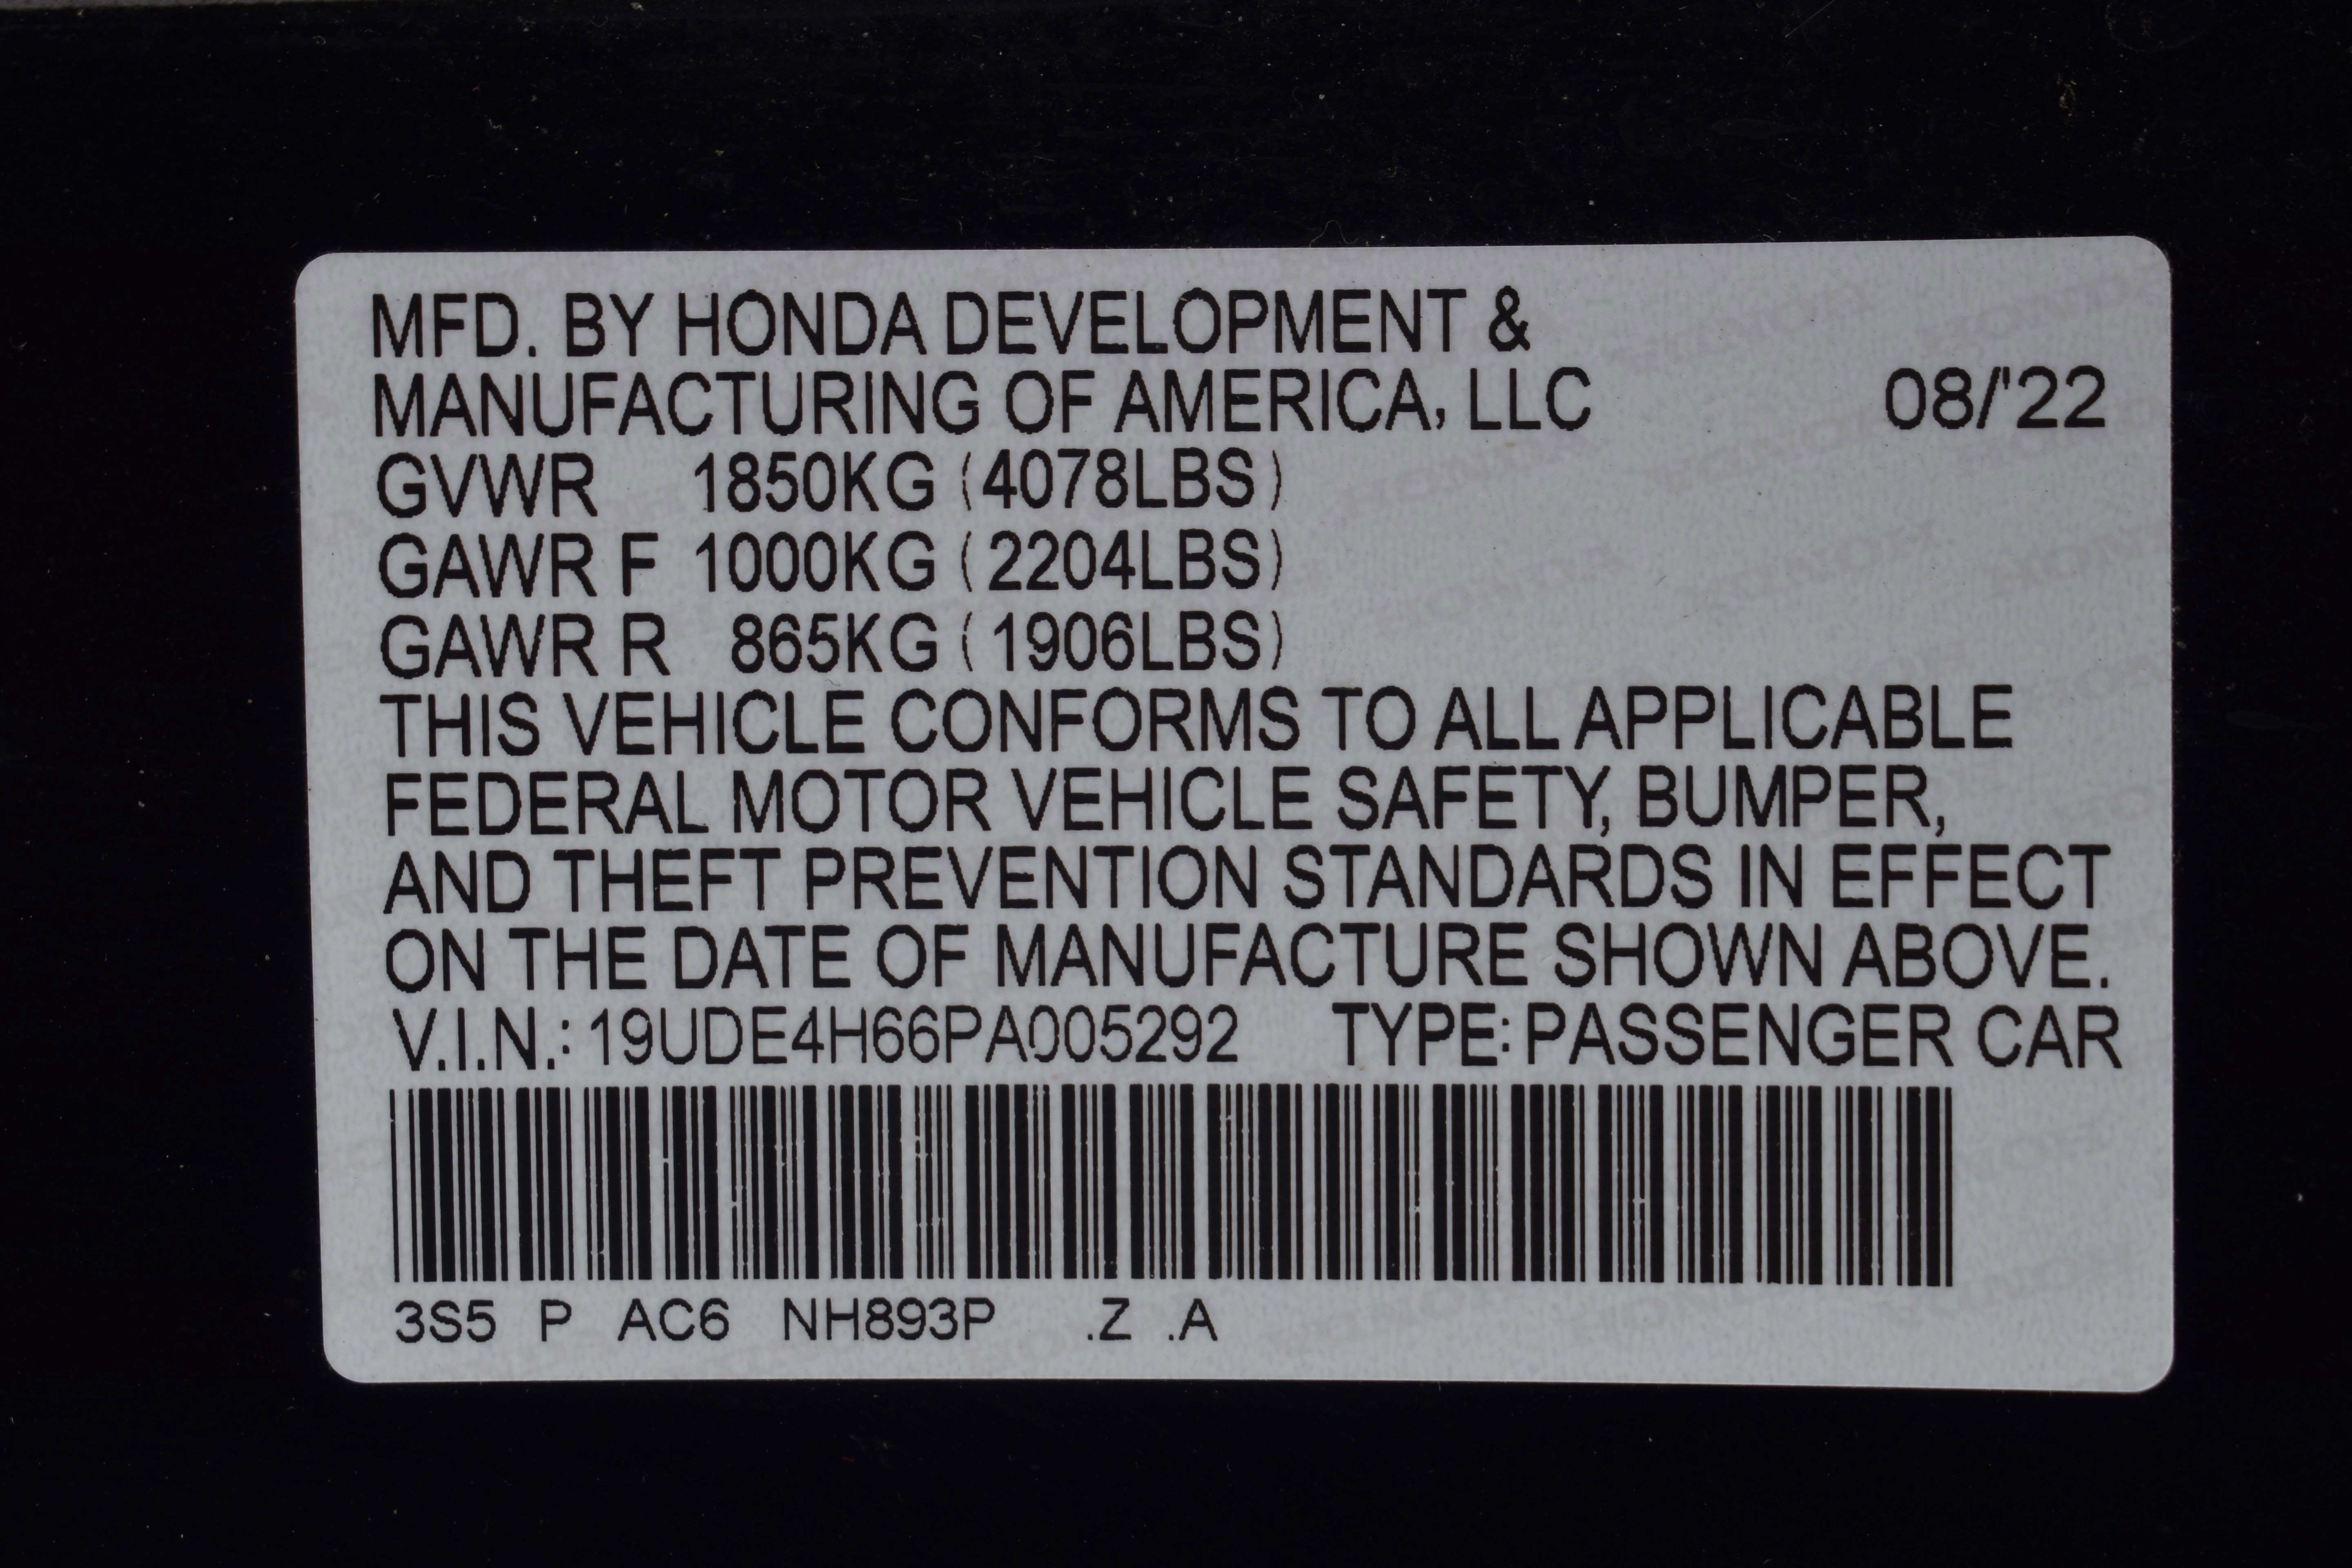 MFD. BY HONDA DEVELOPMENT &
MANUFACTURING OF AMERICA, LLC 08/'22
GVWR 1850KG (4078LBS)
GAWR F 1000KG (2204LBS)
GAWR R 865KG (1906LBS)
THIS VEHICLE CONFORMS TO ALL APPLICABLE
FEDERAL MOTOR VEHICLE SAFETY, BUMPER,
AND THEFT PREVENTION STANDARDS IN EFFECT
ON THE DATE OF MANUFACTURE SHOWN ABOVE.
V.I.N.: 19UDE4H66PA005292 TYPE: PASSENGER CAR
3S5 P AC6 NH893P .Z .A